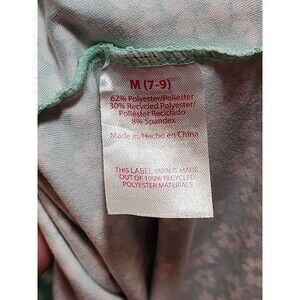 M (7-9)
62% Polyester/Poliéster
30% Recycled Polyester/
Poliéster Reciclado
8% Spandex
Made in/Hecho en China
THIS LABEL YARN IS MADE
OUT OF 100% RECYCLED
POLYESTER MATERIALS